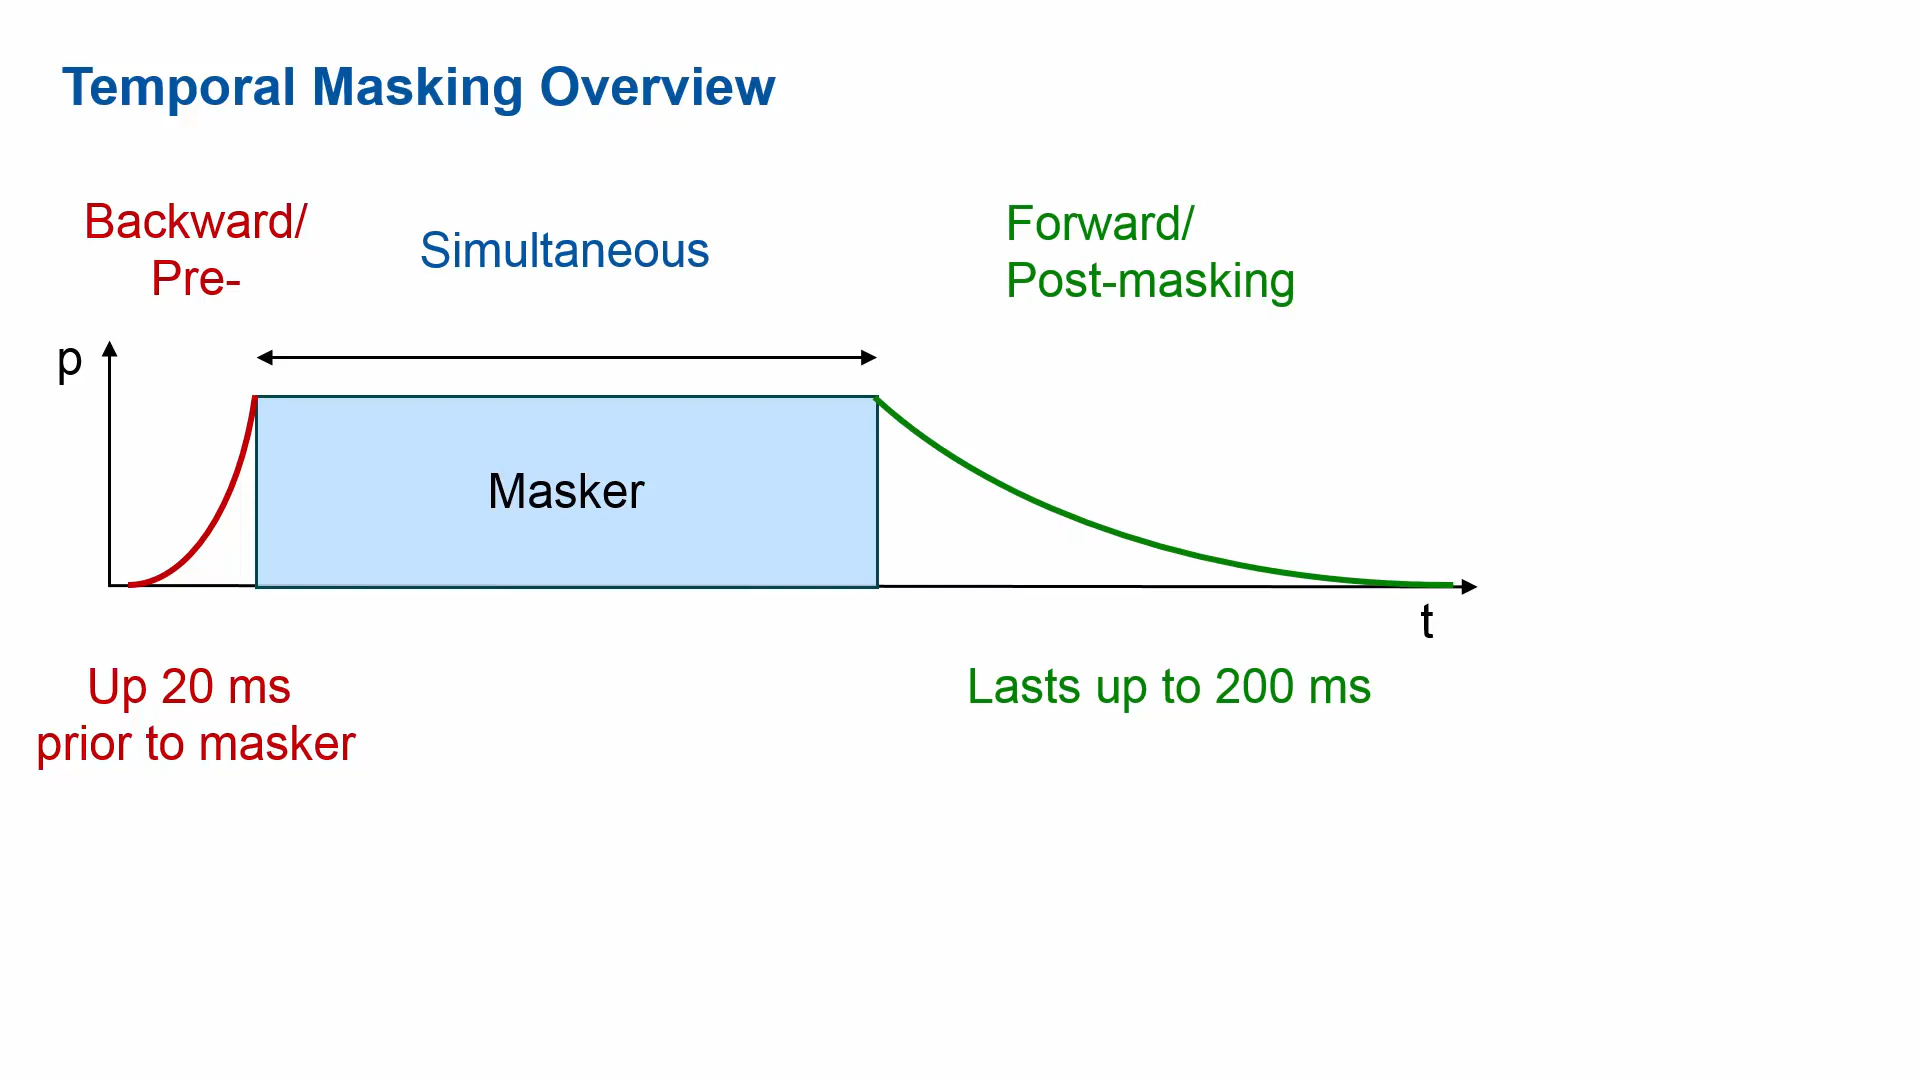 Temporal Masking Overview
Backward/
Pre-
Simultaneous
Forward/
Post-masking
p
Masker
t
Up 20 ms
prior to masker
Lasts up to 200 ms